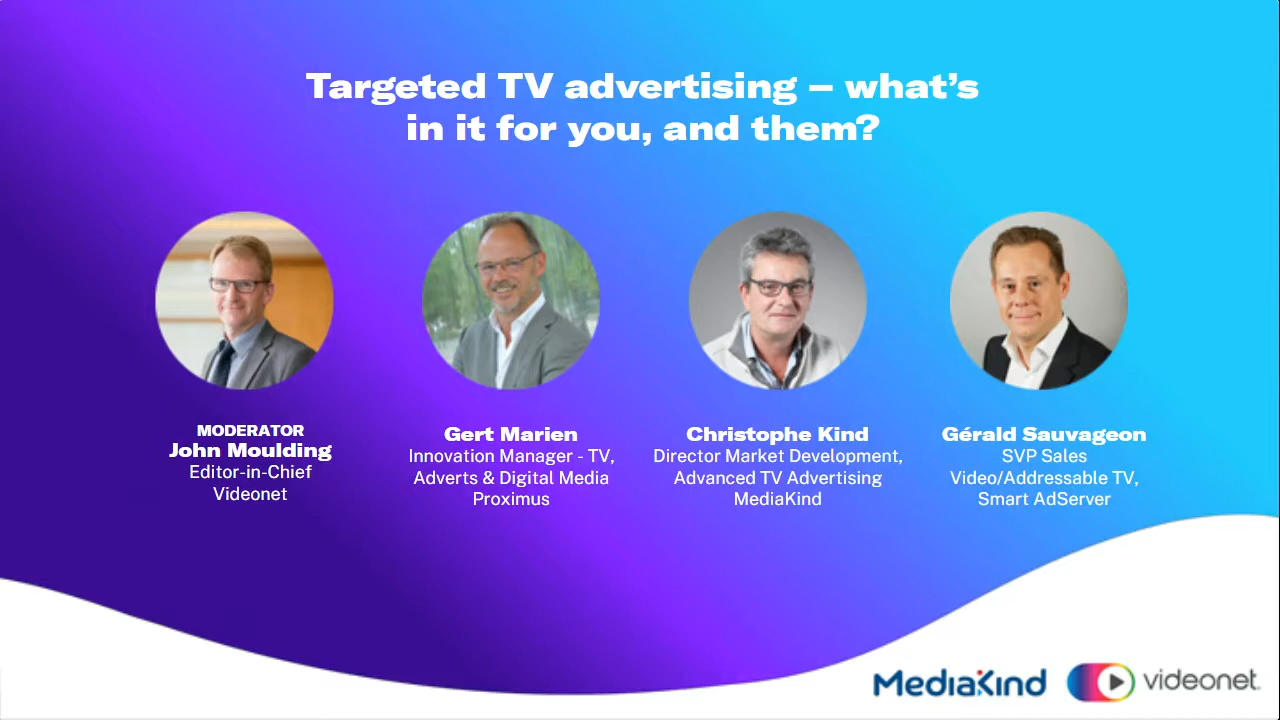 Targeted TV advertising – what's
in it for you, and them?
MODERATOR
John Moulding
Editor-in-Chief
Videonet
Gert Marien
Innovation Manager - TV,
Adverts & Digital Media
Proximus
Christophe Kind
Director Market Development,
Advanced TV Advertising
MediaKind
Gérald Sauvageon
SVP Sales
Video/Addressable TV,
Smart AdServer
MediaKind
videonet.